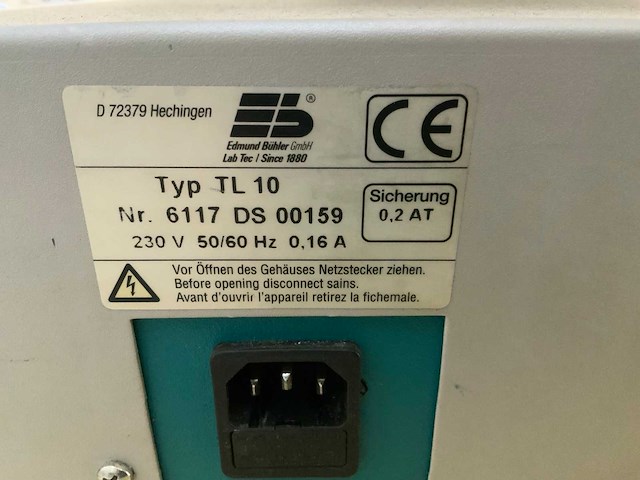 D 72379 Hechingen
®
Edmund Bühler GmbH
Lab Tec / Since 1880
CE
Typ TL 10
Nr. 6117 DS 00159
230 V 50/60 Hz 0,16 A
Sicherung
0,2 AT
Vor Öffnen des Gehäuses Netzstecker ziehen.
Before opening disconnect sains.
Avant d'ouvrir l'appareil retirez la fichemale.